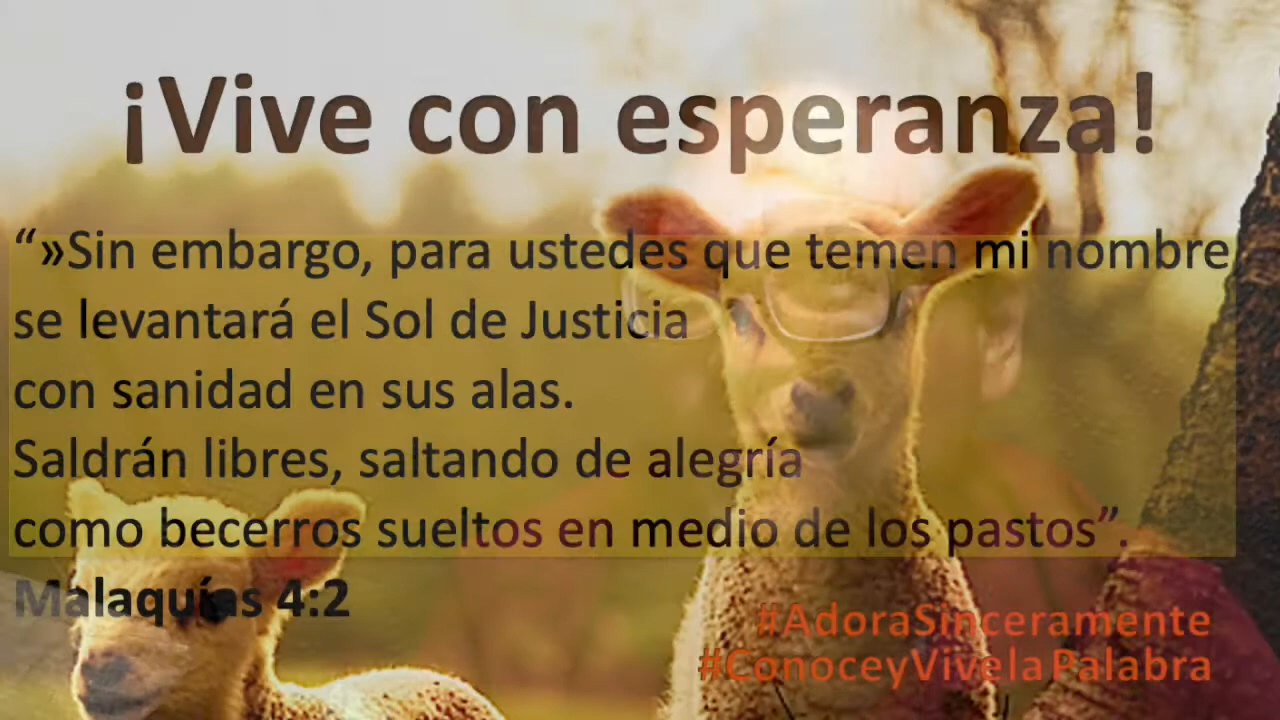 ¡Vive con esperanza!
“»Sin embargo, para ustedes que temen mi nombre
se levantará el Sol de Justicia
con sanidad en sus alas.
Saldrán libres, saltando de alegría
como becerros sueltos en medio de los pastos”.
Malaquías 4:2
#AdoraSinceramente
#ConoceyVivelaPalabra